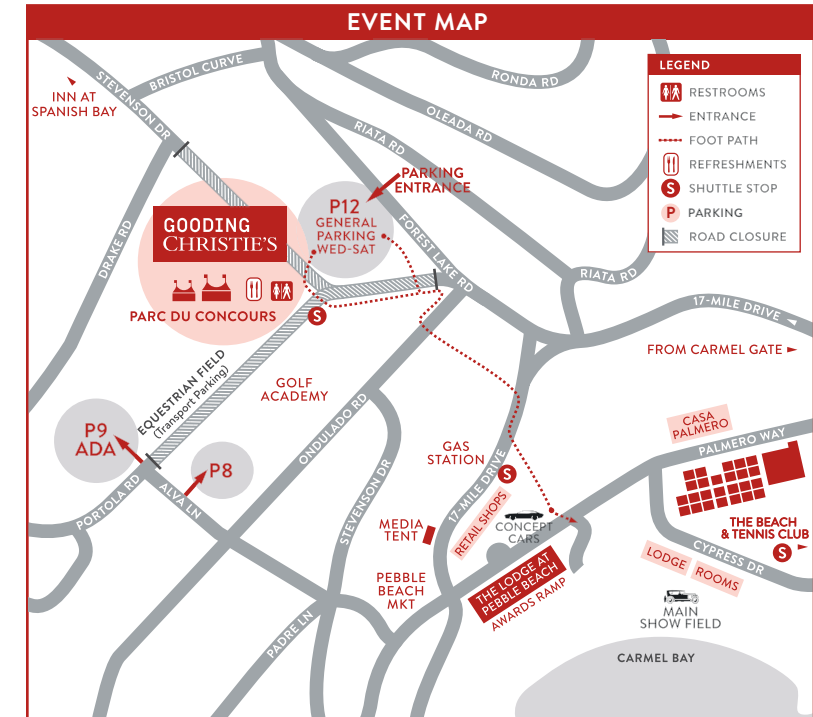 EVENT MAP
LEGEND
RESTROOMS
ENTRANCE
FOOT PATH
REFRESHMENTS
S
SHUTTLE STOP
P
PARKING
ROAD CLOSURE
INN AT
SPANISH BAY
STEVENSON DR
BRISTOL CURVE
RONDA RD
OLEADA RD
RIATA RD
PARKING
ENTRANCE
P12
GENERAL
PARKING
WED-SAT
GOODING
CHRISTIE'S
DRAKE RD
FOREST LAKE RD
RIATA RD
17-MILE DRIVE
PARC DU CONCOURS
S
FROM CARMEL GATE
EQUESTRIAN FIELD
(Transport Parking)
GOLF
ACADEMY
ONDULADO RD
CASA
PALMERO
PALMERO WAY
P9
ADA
P8
GAS
STATION
S
17-MILE DRIVE
PORTOLA RD
ALVA LN
STEVENSON DR
MEDIA
TENT
RETAIL SHOPS
CONCEPT
CARS
THE BEACH
& TENNIS CLUB
S
CYPRESS DR
LODGE
ROOMS
PEBBLE
BEACH
MKT
THE LODGE AT
PEBBLE BEACH
AWARDS RAMP
MAIN
SHOW FIELD
PADRE LN
CARMEL BAY